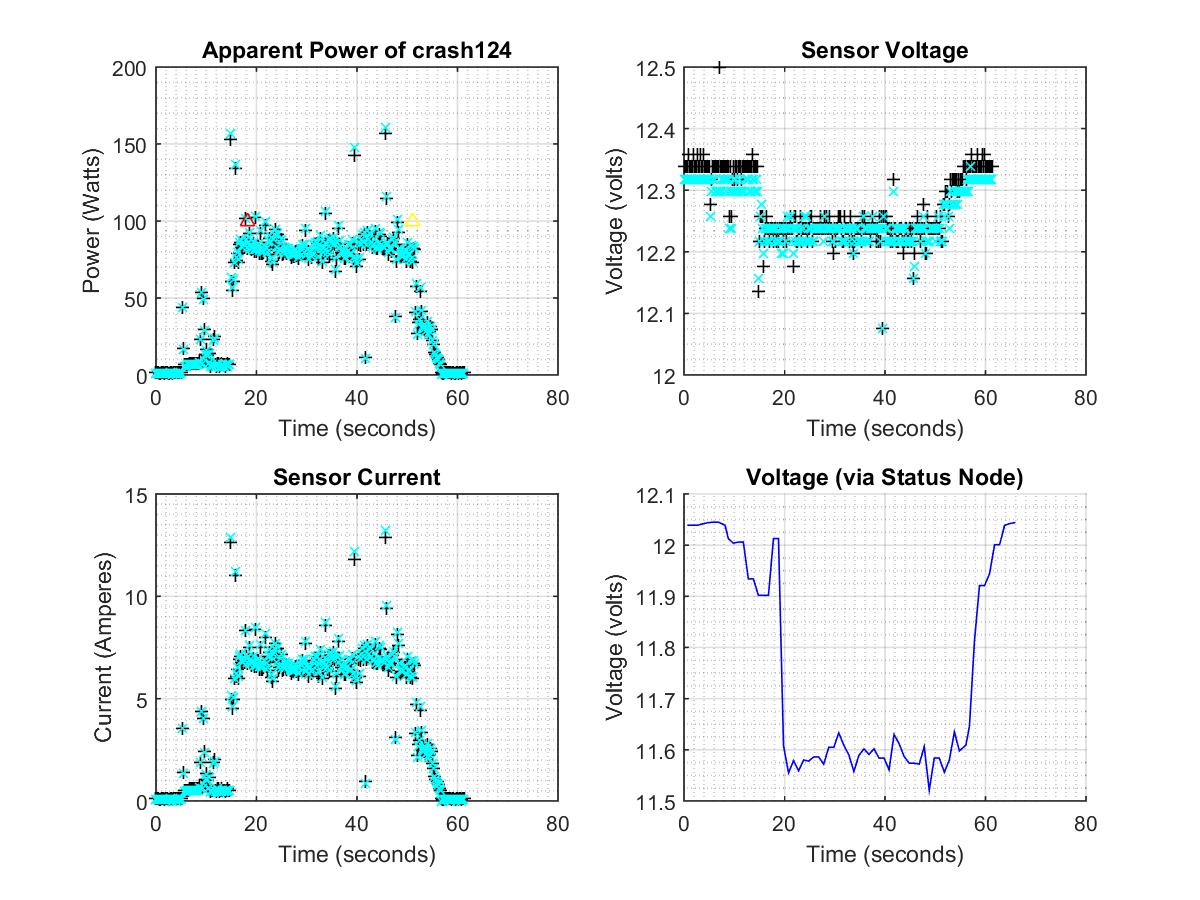 Apparent Power of crash124
200
150
100
50
0
Power (Watts)
0 20 40 60 80
Time (seconds)
Sensor Voltage
12.5
12.4
12.3
12.2
12.1
12
Voltage (volts)
0 20 40 60 80
Time (seconds)
Sensor Current
15
10
5
0
Current (Amperes)
0 20 40 60 80
Time (seconds)
Voltage (via Status Node)
12.1
12
11.9
11.8
11.7
11.6
11.5
Voltage (volts)
0 20 40 60 80
Time (seconds)